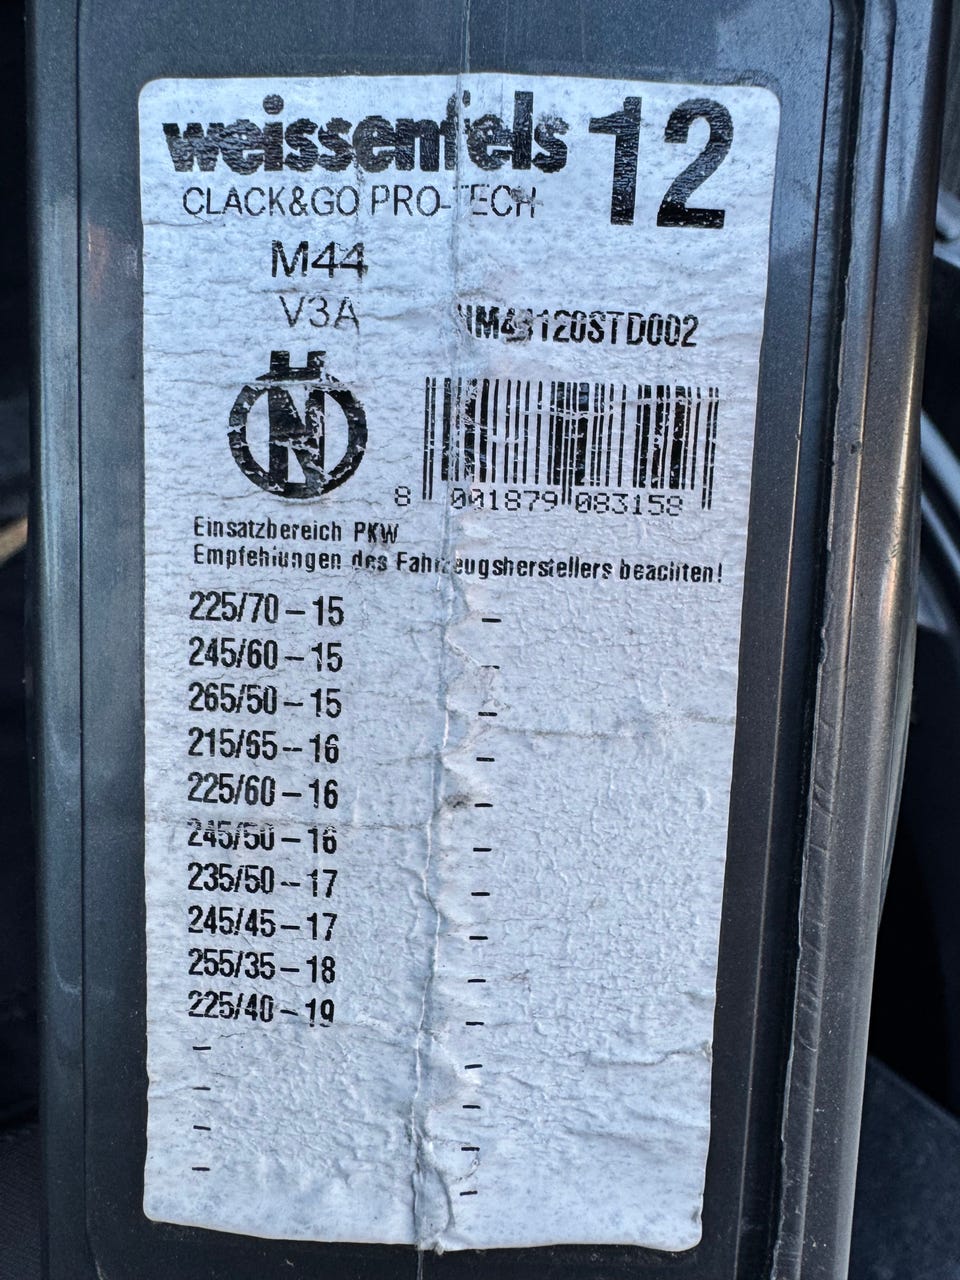 weissenfels 12
CLACK&GO PRO-TECH
M44
V3A
N
8 001879 083158
Einsatzbereich PKW
Empfehlungen des Fahrzeugsherstellers beachten!
225/70-15 -
245/60-15 -
265/50-15 -
215/65-16 -
225/60-16 -
245/50-16 -
235/50-17 -
245/45-17 -
255/35-18 -
225/40-19 -
- -
- -
- -
- -